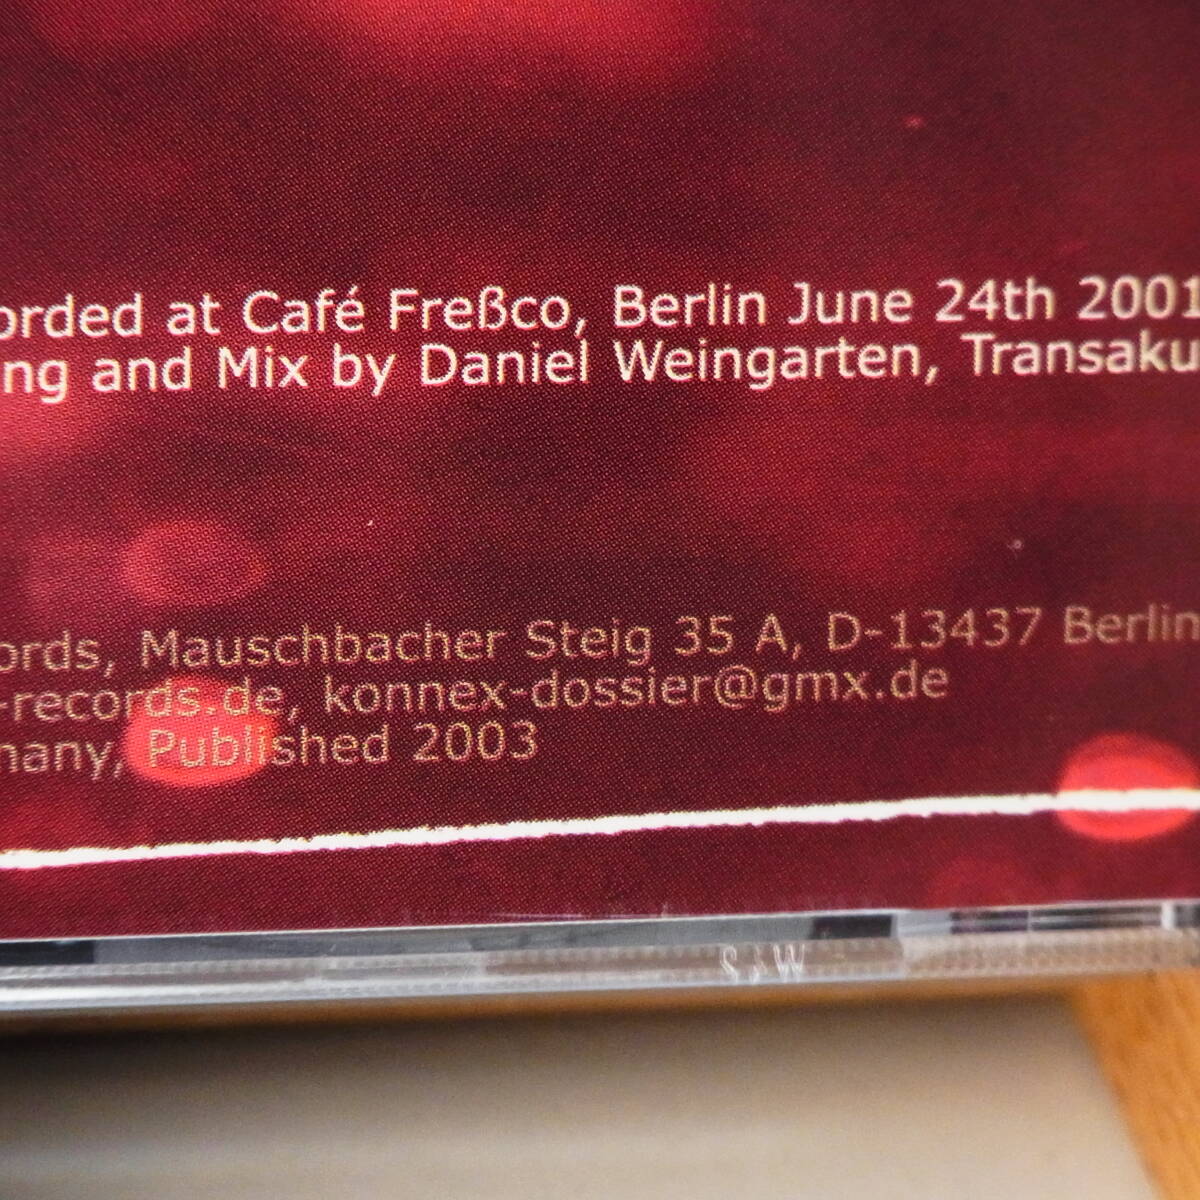 orded at Café Freßco, Berlin June 24th 2001
ng and Mix by Daniel Weingarten, Transaku
ords, Mauschbacher Steig 35 A, D-13437 Berlin
-records.de, konnex-dossier@gmx.de
many, Published 2003